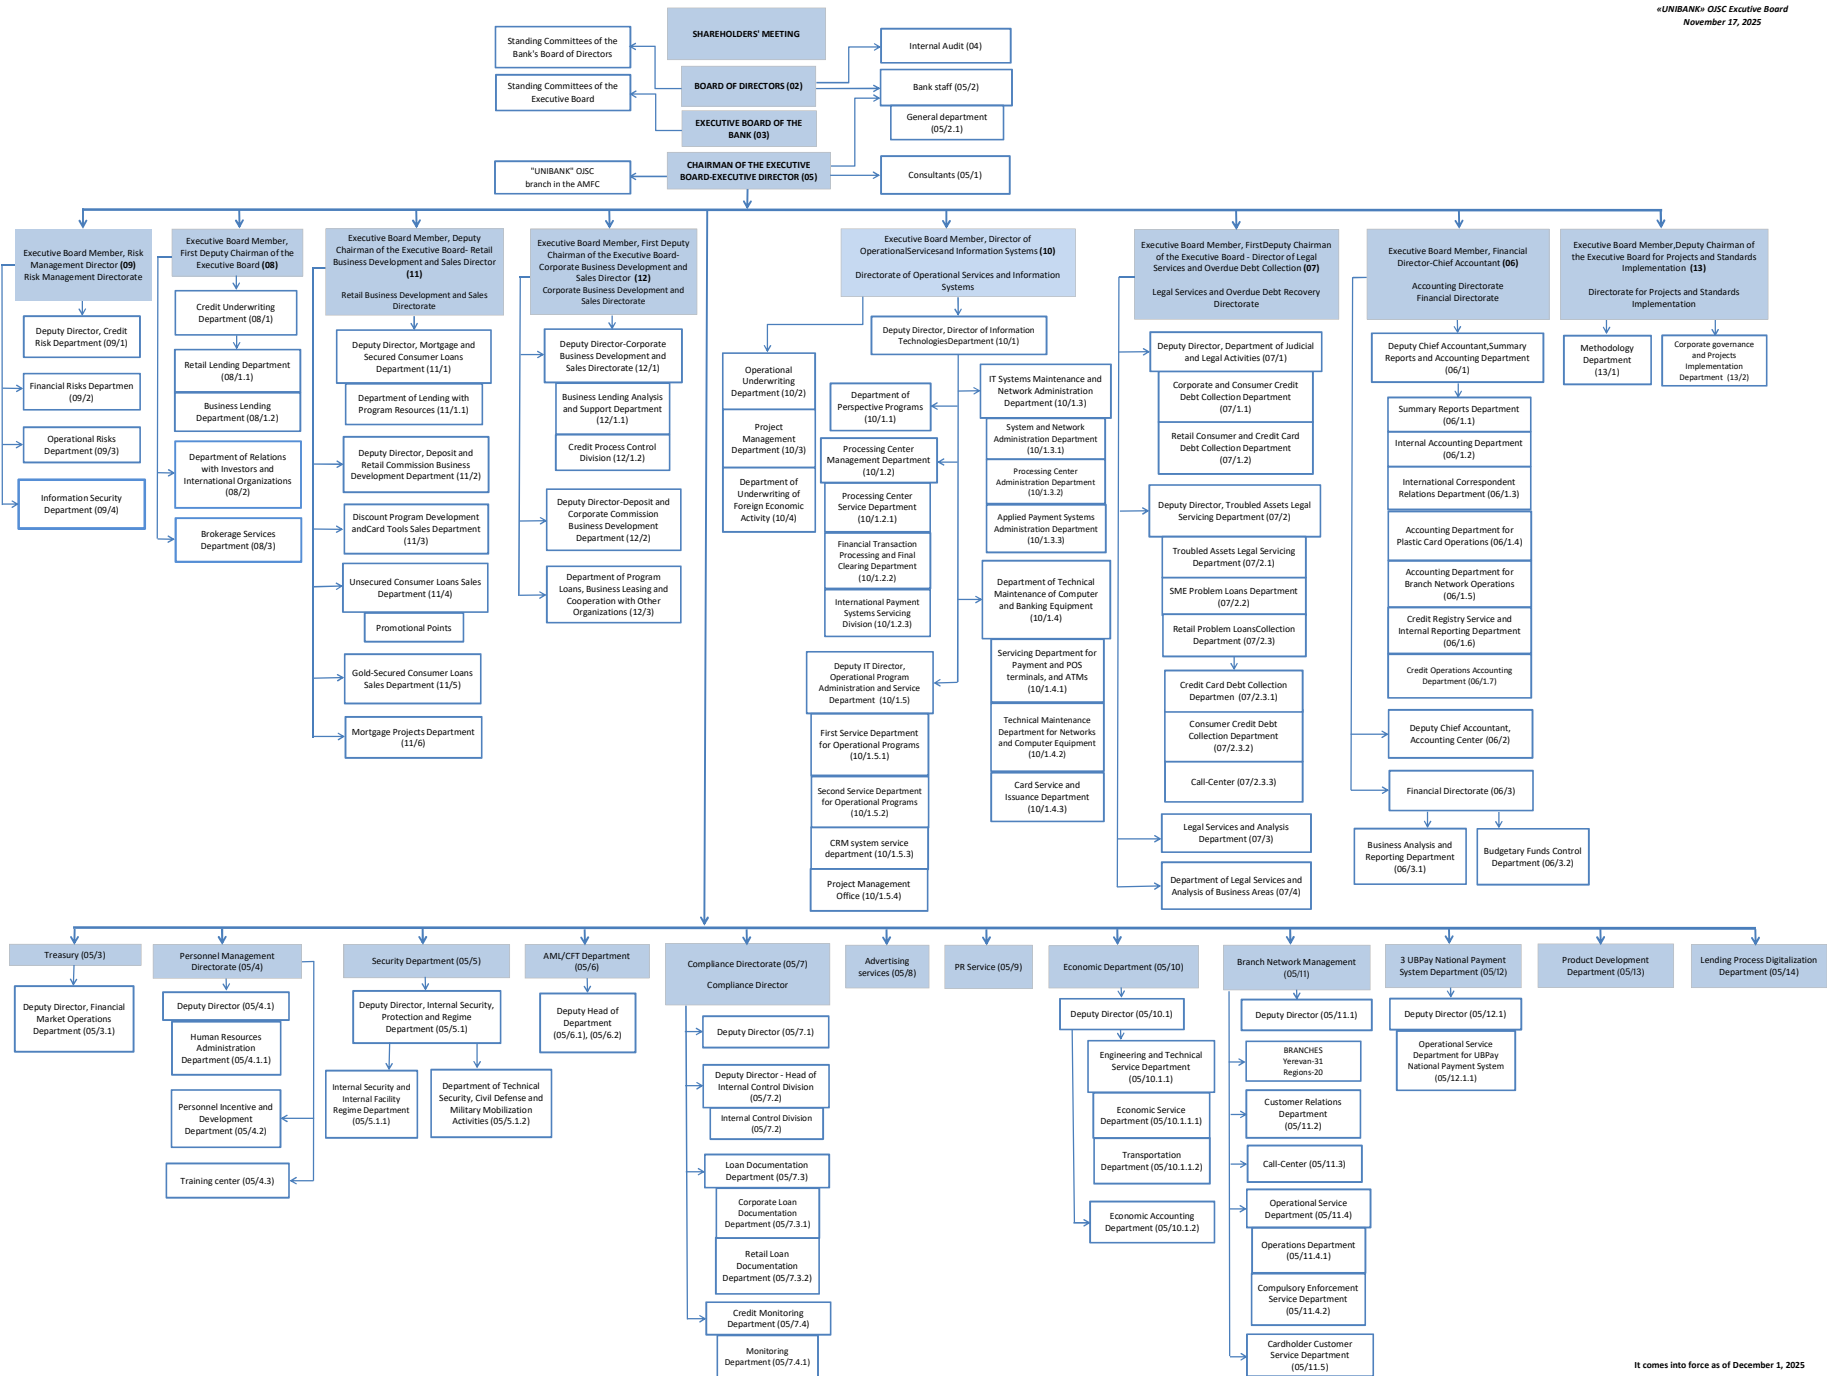 «UNIBANK» OJSC Excutive Board
November 17, 2025
SHAREHOLDERS' MEETING
Standing Committees of the
Bank's Board of Directors
Internal Audit (04)
BOARD OF DIRECTORS (02)
Standing Committees of the
Executive Board
Bank staff (05/2)
General department
(05/2.1)
EXECUTIVE BOARD OF THE
BANK (03)
CHAIRMAN OF THE EXECUTIVE
BOARD-EXECUTIVE DIRECTOR (05)
"UNIBANK" OJSC
branch in the AMFC
Consultants (05/1)
Executive Board Member, Risk
Management Director (09)
Risk Management Directorate
Deputy Director, Credit
Risk Department (09/1)
Financial Risks Departmen
(09/2)
Operational Risks
Department (09/3)
Information Security
Department (09/4)
Executive Board Member,
First Deputy Chairman of the
Executive Board (08)
Credit Underwriting
Department (08/1)
Retail Lending Department
(08/1.1)
Business Lending
Department (08/1.2)
Department of Relations
with Investors and
International Organizations
(08/2)
Brokerage Services
Department (08/3)
Executive Board Member, Deputy
Chairman of the Executive Board- Retail
Business Development and Sales Director
(11)
Retail Business Development and Sales
Directorate
Deputy Director, Mortgage and
Secured Consumer Loans
Department (11/1)
Department of Lending with
Program Resources (11/1.1)
Deputy Director, Deposit and
Retail Commission Business
Development Department (11/2)
Discount Program Development
andCard Tools Sales Department
(11/3)
Unsecured Consumer Loans Sales
Department (11/4)
Promotional Points
Gold-Secured Consumer Loans
Sales Department (11/5)
Mortgage Projects Department
(11/6)
Executive Board Member, First Deputy
Chairman of the Executive Board-
Corporate Business Development and
Sales Director (12)
Corporate Business Development and
Sales Directorate
Deputy Director-Corporate
Business Development and
Sales Directorate (12/1)
Business Lending Analysis
and Support Department
(12/1.1)
Credit Process Control
Division (12/1.2)
Deputy Director-Deposit and
Corporate Commission
Business Development
Department (12/2)
Department of Program
Loans, Business Leasing and
Cooperation with Other
Organizations (12/3)
Executive Board Member, Director of
OperationalServicesand Information Systems (10)
Directorate of Operational Services and Information
Systems
Deputy Director, Director of Information
TechnologiesDepartment (10/1)
Operational
Underwriting
Department (10/2)
Project
Management
Department (10/3)
Department of
Underwriting of
Foreign Economic
Activity (10/4)
Department of
Perspective Programs
(10/1.1)
Processing Center
Management Department
(10/1.2)
Processing Center
Service Department
(10/1.2.1)
Financial Transaction
Processing and Final
Clearing Department
(10/1.2.2)
International Payment
Systems Servicing
Division (10/1.2.3)
IT Systems Maintenance and
Network Administration
Department (10/1.3)
System and Network
Administration Department
(10/1.3.1)
Processing Center
Administration Department
(10/1.3.2)
Applied Payment Systems
Administration Department
(10/1.3.3)
Department of Technical
Maintenance of Computer
and Banking Equipment
(10/1.4)
Servicing Department for
Payment and POS
terminals, and ATMs
(10/1.4.1)
Technical Maintenance
Department for Networks
and Computer Equipment
(10/1.4.2)
Card Service and
Issuance Department
(10/1.4.3)
Deputy IT Director,
Operational Program
Administration and Service
Department (10/1.5)
First Service Department
for Operational Programs
(10/1.5.1)
Second Service Department
for Operational Programs
(10/1.5.2)
CRM system service
department (10/1.5.3)
Project Management
Office (10/1.5.4)
Executive Board Member, FirstDeputy Chairman
of the Executive Board - Director of Legal
Services and Overdue Debt Collection (07)
Legal Services and Overdue Debt Recovery
Directorate
Deputy Director, Department of Judicial
and Legal Activities (07/1)
Corporate and Consumer Credit
Debt Collection Department
(07/1.1)
Retail Consumer and Credit Card
Debt Collection Department
(07/1.2)
Deputy Director, Troubled Assets Legal
Servicing Department (07/2)
Troubled Assets Legal Servicing
Department (07/2.1)
SME Problem Loans Department
(07/2.2)
Retail Problem LoansCollection
Department (07/2.3)
Credit Card Debt Collection
Departmen (07/2.3.1)
Consumer Credit Debt
Collection Department
(07/2.3.2)
Call-Center (07/2.3.3)
Legal Services and Analysis
Department (07/3)
Department of Legal Services and
Analysis of Business Areas (07/4)
Executive Board Member, Financial
Director-Chief Accountant (06)
Accounting Directorate
Financial Directorate
Deputy Chief Accountant,Summary
Reports and Accounting Department
(06/1)
Summary Reports Department
(06/1.1)
Internal Accounting Department
(06/1.2)
International Correspondent
Relations Department (06/1.3)
Accounting Department for
Plastic Card Operations (06/1.4)
Accounting Department for
Branch Network Operations
(06/1.5)
Credit Registry Service and
Internal Reporting Department
(06/1.6)
Credit Operations Accounting
Department (06/1.7)
Deputy Chief Accountant,
Accounting Center (06/2)
Financial Directorate (06/3)
Business Analysis and
Reporting Department
(06/3.1)
Budgetary Funds Control
Department (06/3.2)
Executive Board Member,Deputy Chairman of
the Executive Board for Projects and Standards
Implementation (13)
Directorate for Projects and Standards
Implementation
Methodology
Department
(13/1)
Corporate governance
and Projects
Implementation
Department (13/2)
Treasury (05/3)
Deputy Director, Financial
Market Operations
Department (05/3.1)
Personnel Management
Directorate (05/4)
Deputy Director (05/4.1)
Human Resources
Administration
Department (05/4.1.1)
Personnel Incentive and
Development
Department (05/4.2)
Training center (05/4.3)
Security Department (05/5)
Deputy Director, Internal Security,
Protection and Regime
Department (05/5.1)
Internal Security and
Internal Facility
Regime Department
(05/5.1.1)
Department of Technical
Security, Civil Defense and
Military Mobilization
Activities (05/5.1.2)
AML/CFT Department
(05/6)
Deputy Head of
Department
(05/6.1), (05/6.2)
Compliance Directorate (05/7)
Compliance Director
Deputy Director (05/7.1)
Deputy Director - Head of
Internal Control Division
(05/7.2)
Internal Control Division
(05/7.2)
Loan Documentation
Department (05/7.3)
Corporate Loan
Documentation
Department (05/7.3.1)
Retail Loan
Documentation
Department (05/7.3.2)
Credit Monitoring
Department (05/7.4)
Monitoring
Department (05/7.4.1)
Advertising
services (05/8)
PR Service (05/9)
Economic Department (05/10)
Deputy Director (05/10.1)
Engineering and Technical
Service Department
(05/10.1.1)
Economic Service
Department (05/10.1.1.1)
Transportation
Department (05/10.1.1.2)
Economic Accounting
Department (05/10.1.2)
Branch Network Management
(05/l1)
Deputy Director (05/11.1)
BRANCHES
Yerevan-31
Regions-20
Customer Relations
Department
(05/11.2)
Call-Center (05/11.3)
Operational Service
Department (05/11.4)
Operations Department
(05/11.4.1)
Compulsory Enforcement
Service Department
(05/11.4.2)
Cardholder Customer
Service Department
(05/11.5)
3 UBPay National Payment
System Department (05/l2)
Deputy Director (05/12.1)
Operational Service
Department for UBPay
National Payment System)
(05/12.1.1)
Product Development
Department (05/l3)
Lending Process Digitalization
Department (05/14)
It comes into force as of December 1, 2025